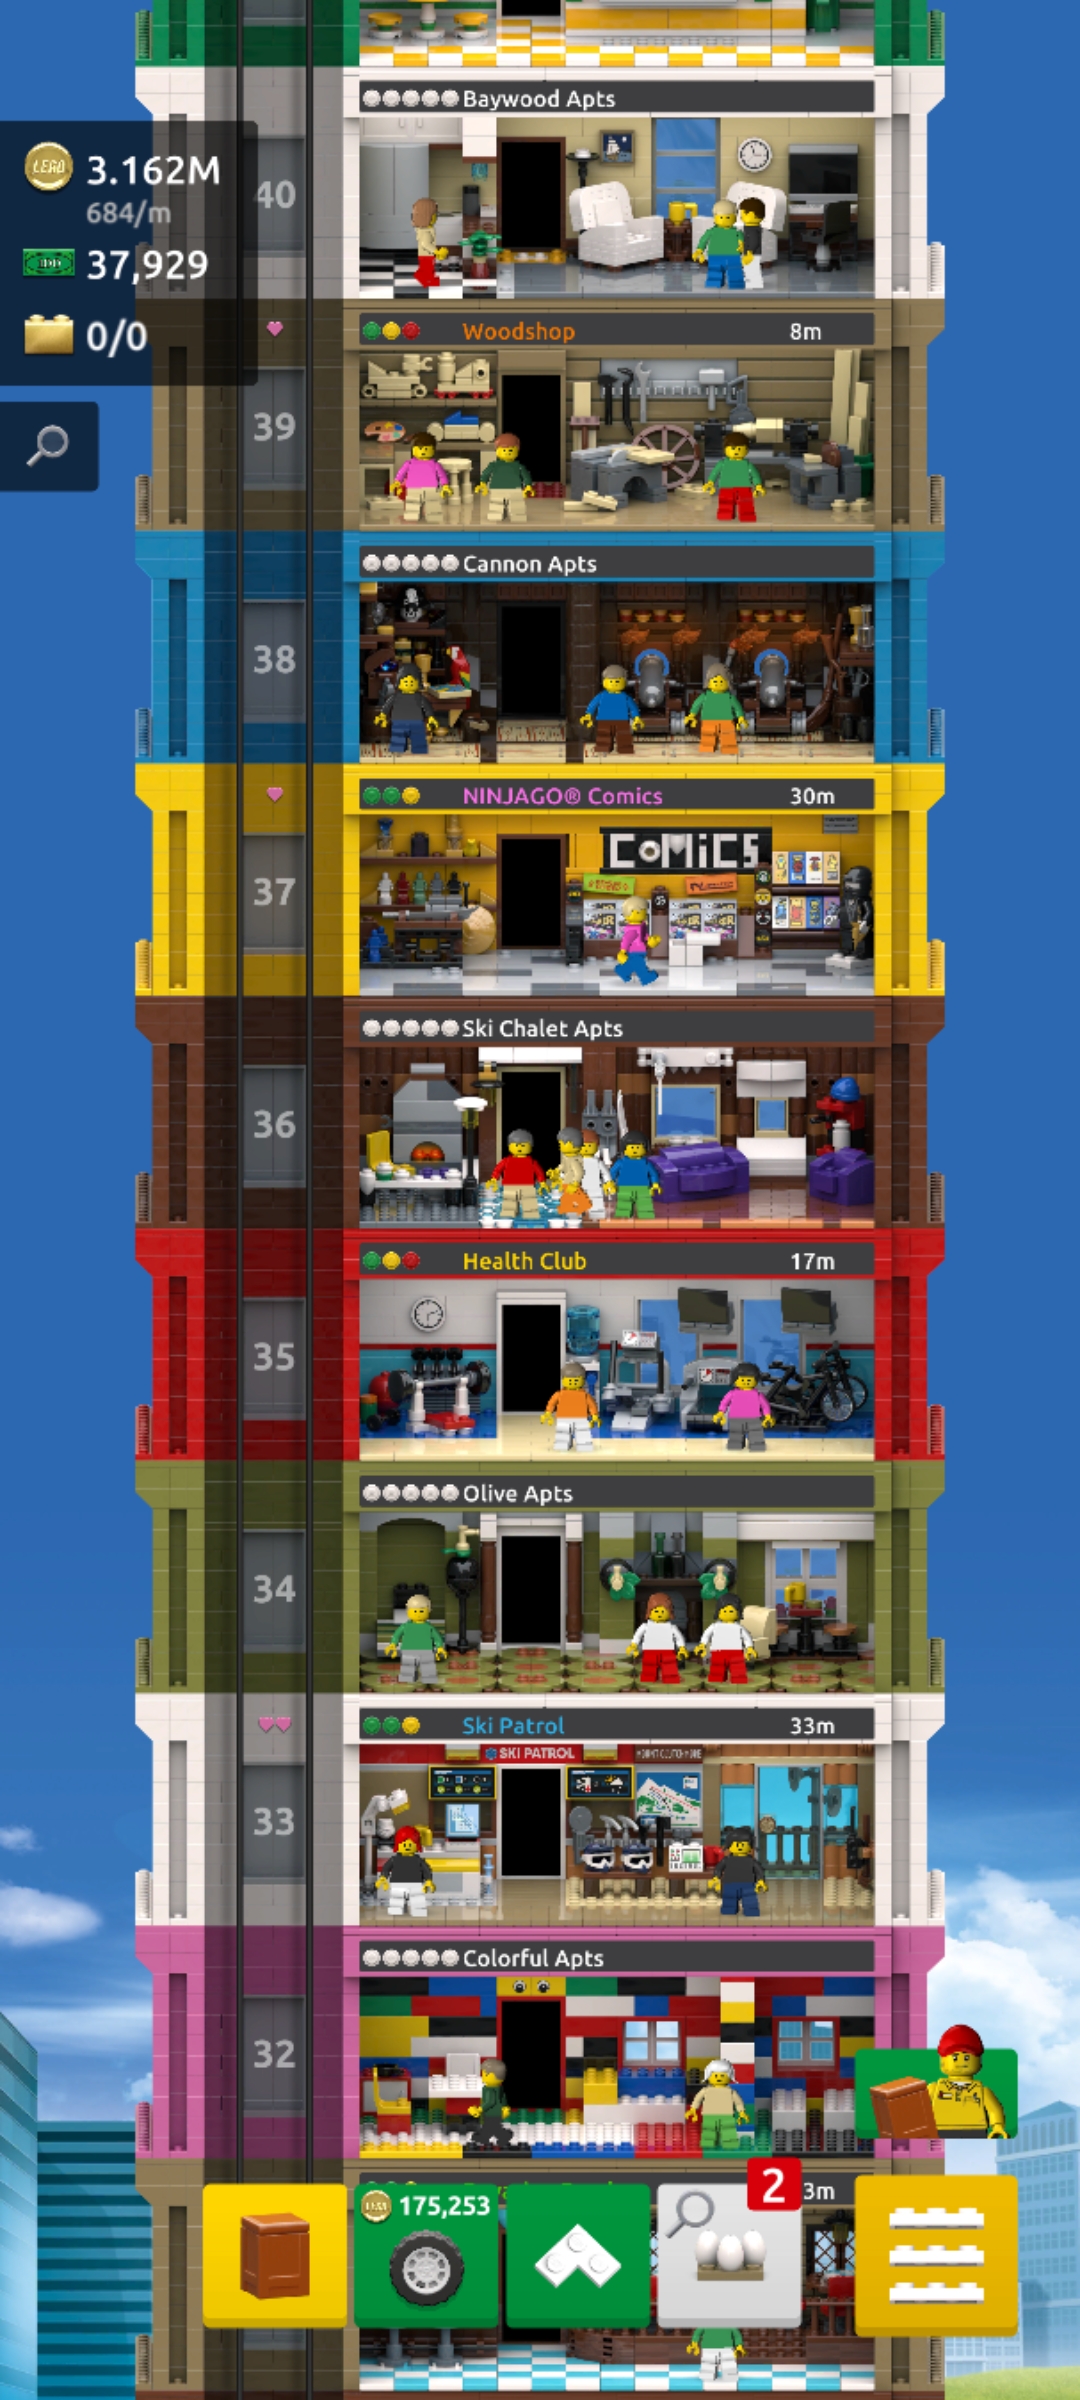 Baywood Apts
LEGO 3.162M
684/m
37,929
0/0
40
Woodshop 8m
39
Cannon Apts
38
NINJAGO® Comics 30m
COMiCS
37
Ski Chalet Apts
36
Health Club 17m
35
Olive Apts
34
Ski Patrol 33m
SKI PATROL
33
Colorful Apts
32
3m
175,253
2